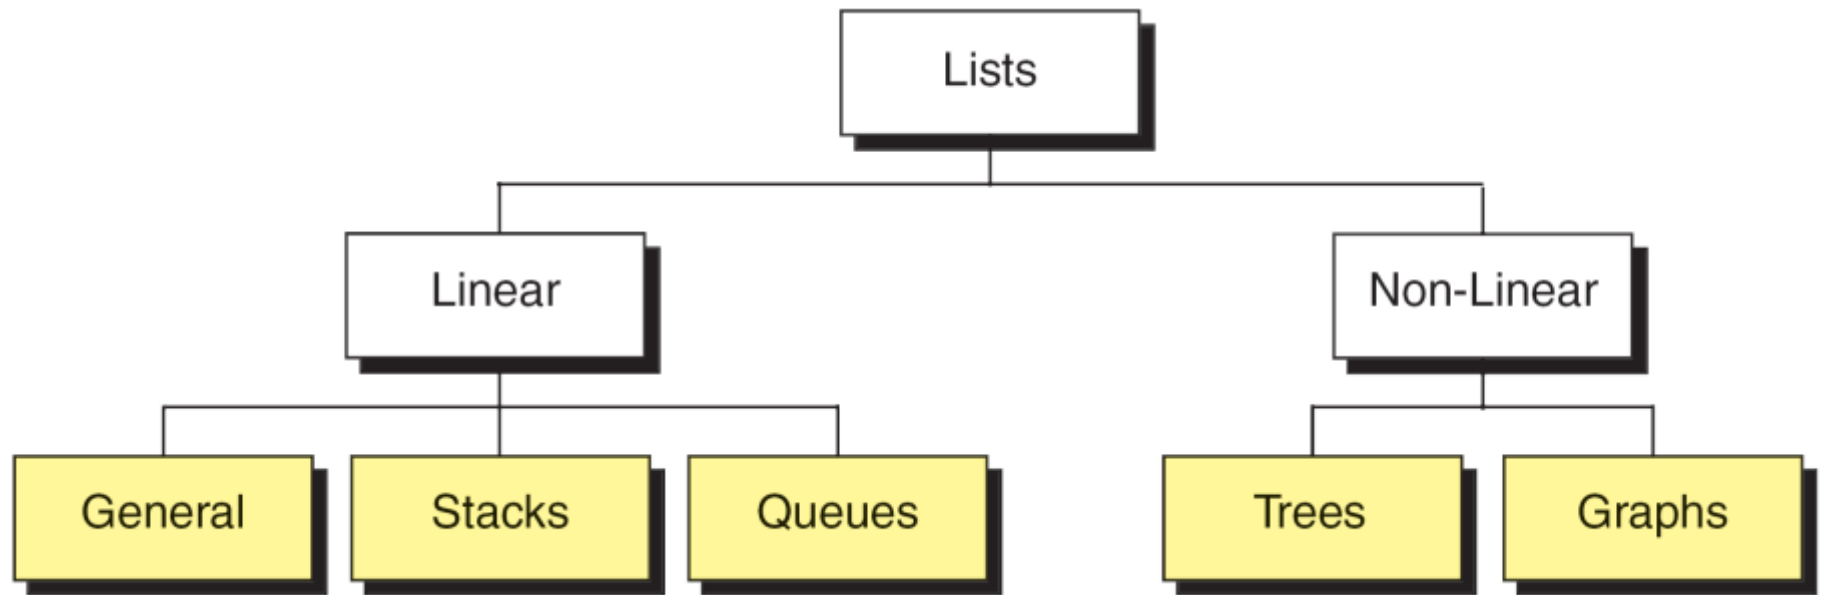 Lists
Linear
Non-Linear
General
Stacks
Queues
Trees
Graphs